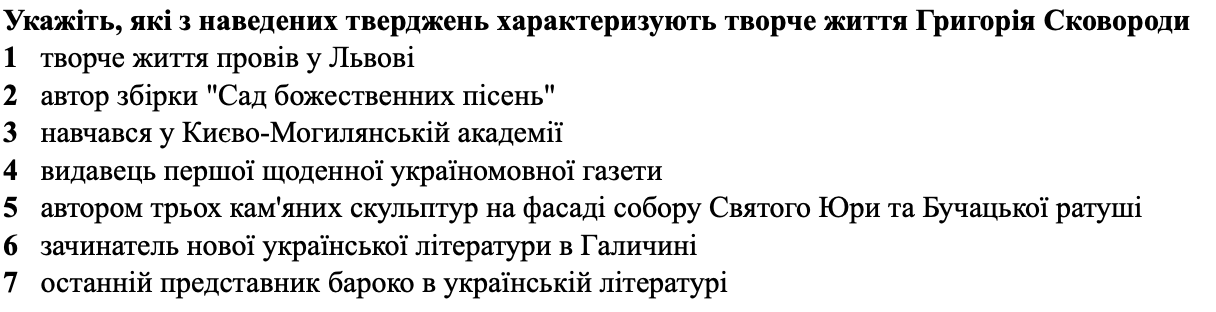 Укажіть, які з наведених тверджень характеризують творче життя Григорія Сковороди
1 творче життя провів у Львові
2 автор збірки "Сад божественних пісень"
3 навчався у Києво-Могилянській академії
4 видавець першої щоденної україномовної газети
5 автором трьох кам'яних скульптур на фасаді собору Святого Юри та Бучацької ратуші
6 зачинатель нової української літератури в Галичині
7 останній представник бароко в українській літературі